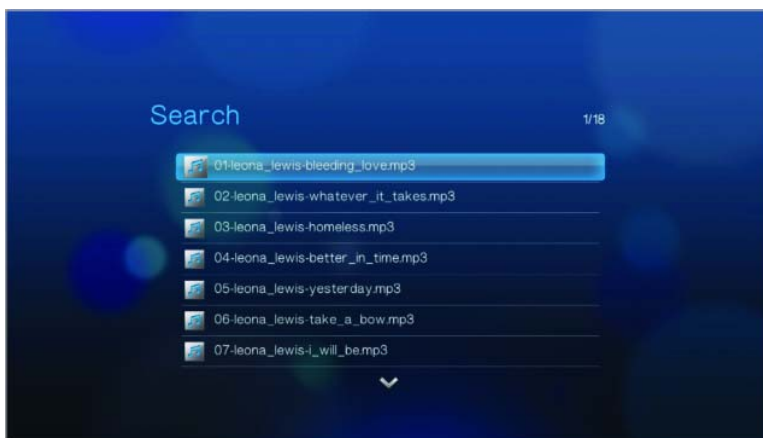 Search
1/18
01-leona_lewis-bleeding_love.mp3
02-leona_lewis-whatever_it_takes.mp3
03-leona_lewis-homeless.mp3
04-leona_lewis-better_in_time.mp3
05-leona_lewis-yesterday.mp3
06-leona_lewis-take_a_bow.mp3
07-leona_lewis-i_will_be.mp3